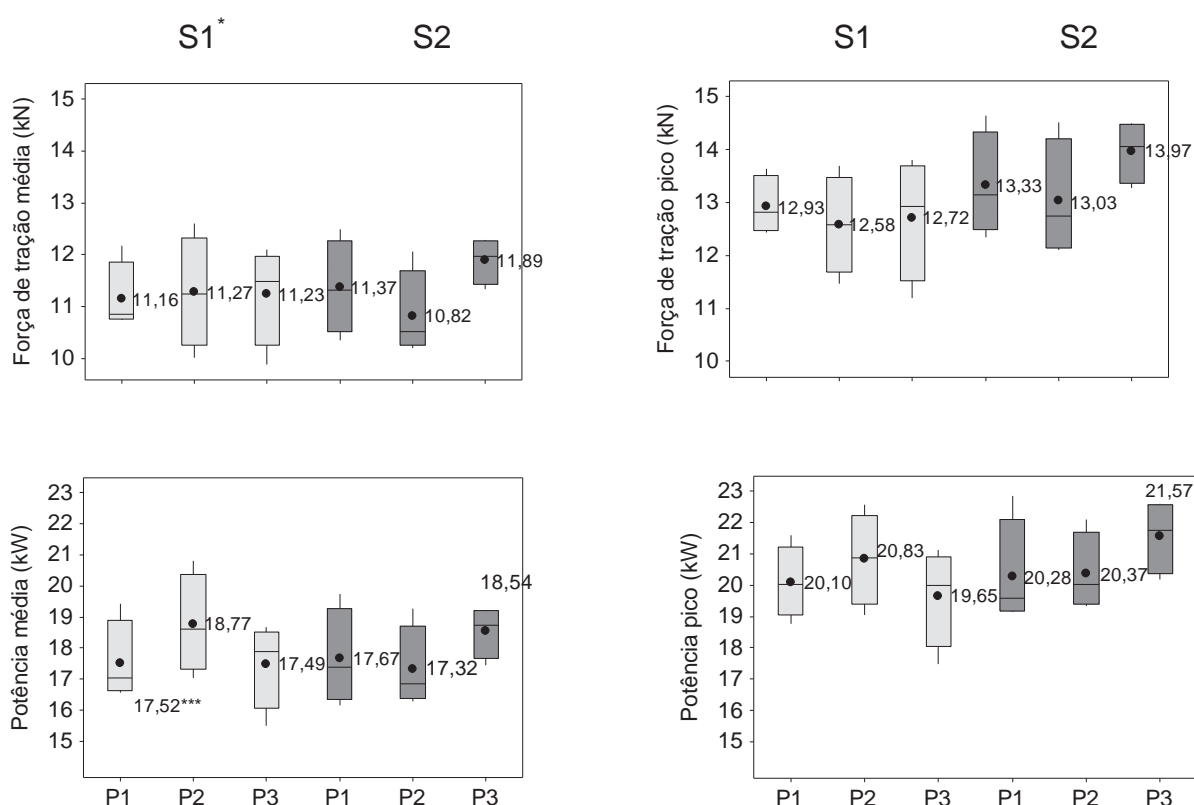 S1* S2
S1 S2
Força de tração média (kN)
15
14
13
12
11
10
11,16 11,27 11,23 11,37 10,82 11,89
Força de tração pico (kN)
15
14
13
12
11
10
12,93 12,58 12,72 13,33 13,03 13,97
Potência média (kW)
23
22
21
20
19
18
17
16
15
17,52*** 18,77 17,49 17,67 17,32 18,54
P1 P2 P3 P1 P2 P3
Potência pico (kW)
23
22
21
20
19
18
17
16
15
20,10 20,83 19,65 20,28 20,37 21,57
P1 P2 P3 P1 P2 P3